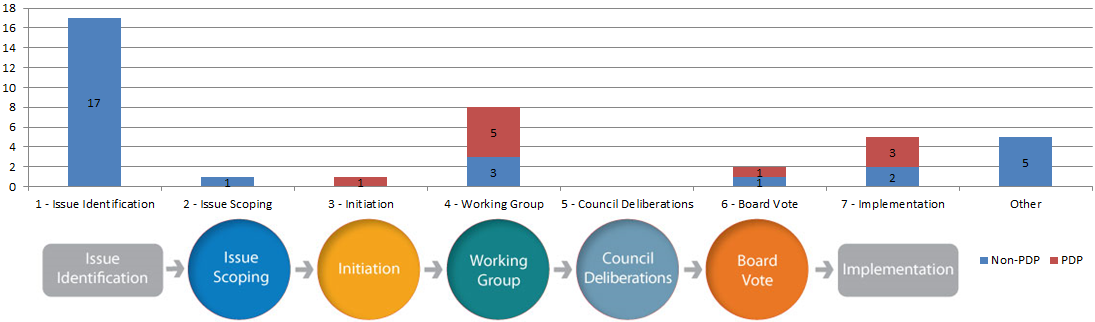 18
16
14
12
10
8
6
4
2
0
17
1
1
5
3
1
1
3
2
5
1 - Issue Identification
2 - Issue Scoping
3 - Initiation
4 - Working Group
5 - Council Deliberations
6 - Board Vote
7 - Implementation
Other
Issue
Identification
Issue
Scoping
Initiation
Working
Group
Council
Deliberations
Board
Vote
Implementation
Non-PDP
PDP